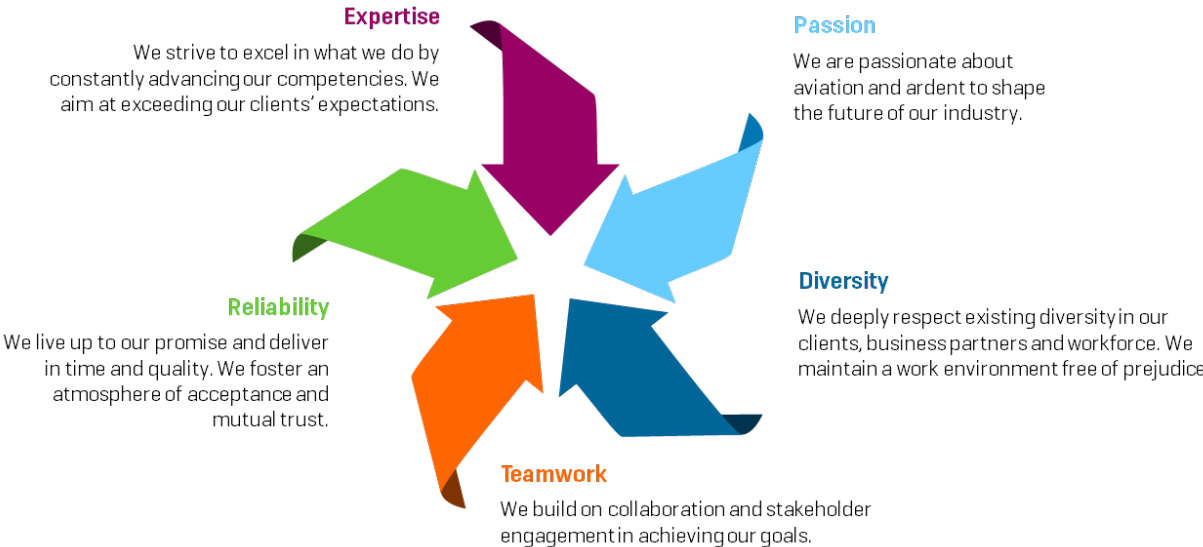 Expertise
We strive to excel in what we do by
constantly advancing our competencies. We
aim at exceeding our clients’ expectations.
Passion
We are passionate about
aviation and ardent to shape
the future of our industry.
Diversity
We deeply respect existing diversity in our
clients, business partners and workforce. We
maintain a work environment free of prejudice
Reliability
We live up to our promise and deliver
in time and quality. We foster an
atmosphere of acceptance and
mutual trust.
Teamwork
We build on collaboration and stakeholder
engagement in achieving our goals.